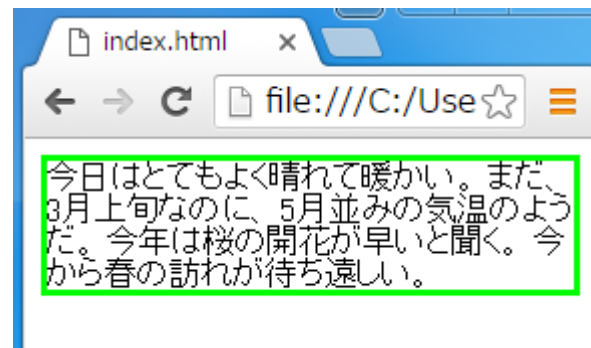 index.html
file:///C:/Use
今日はとてもよく晴れて暖かい。まだ、
3月上旬なのに、5月並みの気温のよう
だ。今年は桜の開花が早いと聞く。今
から春の訪れが待ち遠しい。